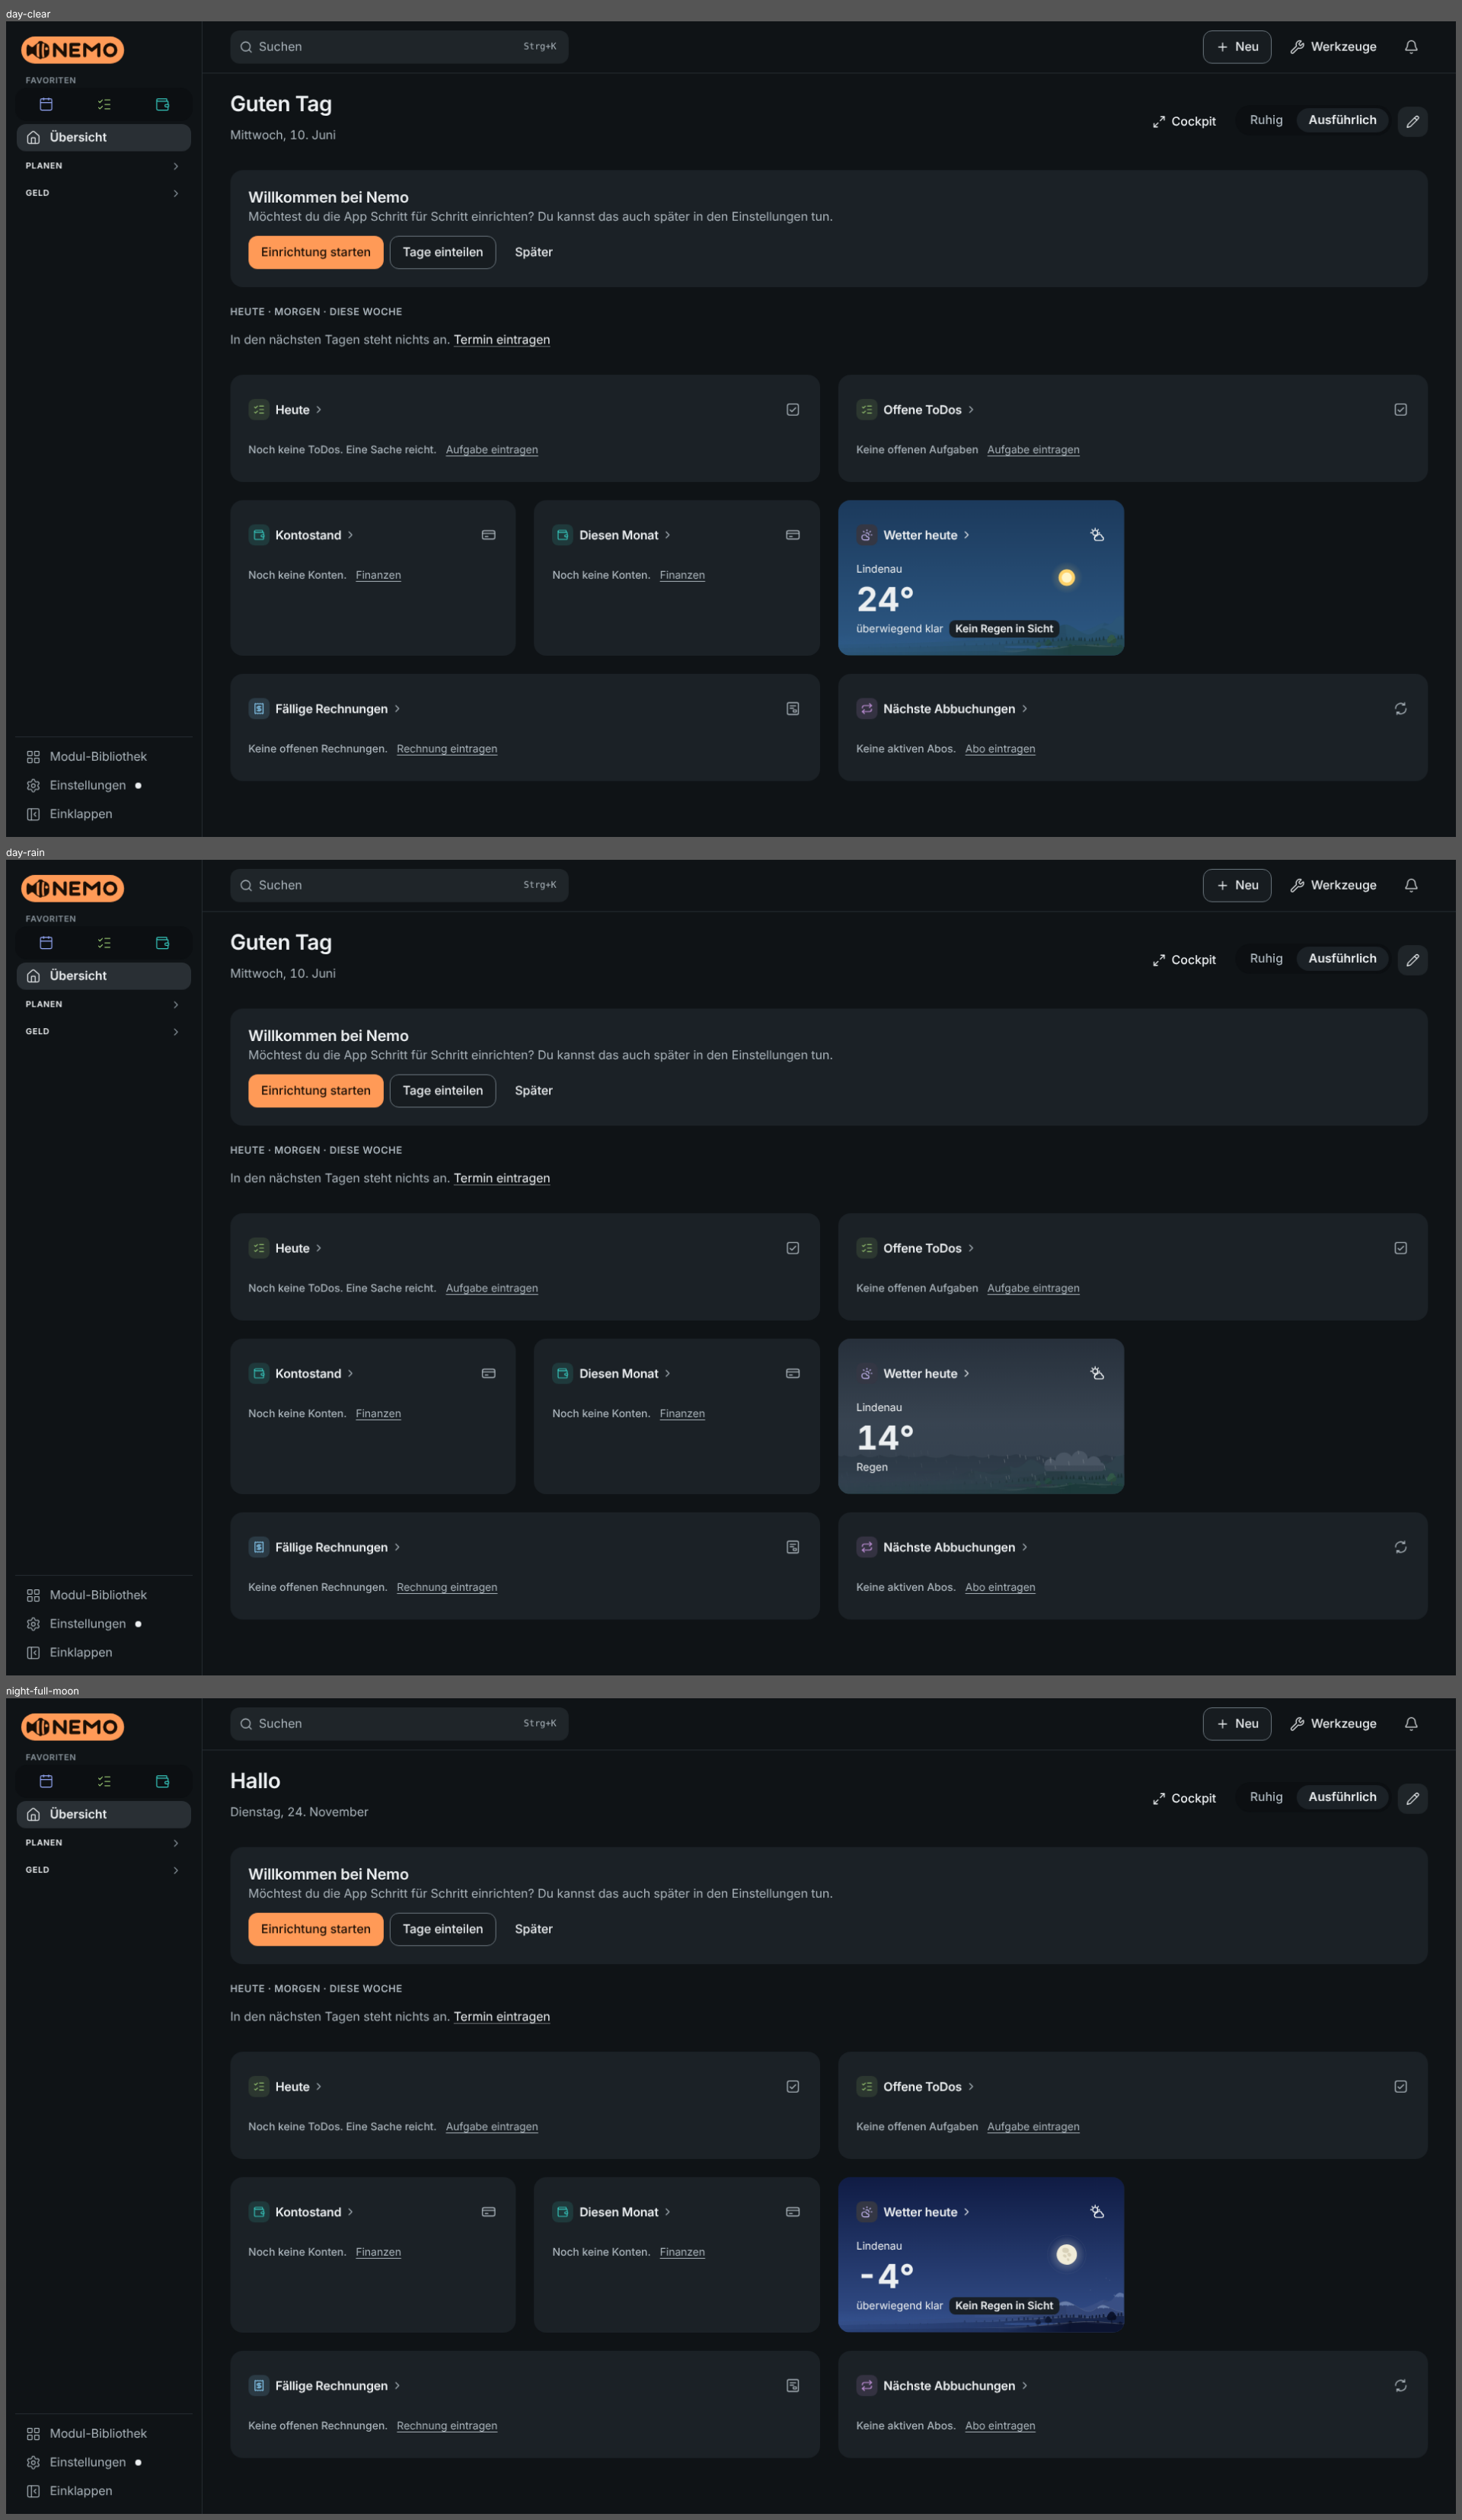 day-clear
NEMO
Suchen Strg+K
Neu Werkzeuge
FAVORITEN
Übersicht
PLANEN
GELD
Modul-Bibliothek
Einstellungen
Einklappen
Guten Tag
Mittwoch, 10. Juni
Cockpit Ruhig Ausführlich
Willkommen bei Nemo
Möchtest du die App Schritt für Schritt einrichten? Du kannst das auch später in den Einstellungen tun.
Einrichtung starten Tage einteilen Später
HEUTE · MORGEN · DIESE WOCHE
In den nächsten Tagen steht nichts an. Termin eintragen
Heute
Noch keine ToDos. Eine Sache reicht. Aufgabe eintragen
Offene ToDos
Keine offenen Aufgaben Aufgabe eintragen
Kontostand
Noch keine Konten. Finanzen
Diesen Monat
Noch keine Konten. Finanzen
Wetter heute
Lindenau
24°
überwiegend klar Kein Regen in Sicht
Fällige Rechnungen
Keine offenen Rechnungen. Rechnung eintragen
Nächste Abbuchungen
Keine aktiven Abos. Abo eintragen
day-rain
NEMO
Suchen Strg+K
Neu Werkzeuge
FAVORITEN
Übersicht
PLANEN
GELD
Modul-Bibliothek
Einstellungen
Einklappen
Guten Tag
Mittwoch, 10. Juni
Cockpit Ruhig Ausführlich
Willkommen bei Nemo
Möchtest du die App Schritt für Schritt einrichten? Du kannst das auch später in den Einstellungen tun.
Einrichtung starten Tage einteilen Später
HEUTE · MORGEN · DIESE WOCHE
In den nächsten Tagen steht nichts an. Termin eintragen
Heute
Noch keine ToDos. Eine Sache reicht. Aufgabe eintragen
Offene ToDos
Keine offenen Aufgaben Aufgabe eintragen
Kontostand
Noch keine Konten. Finanzen
Diesen Monat
Noch keine Konten. Finanzen
Wetter heute
Lindenau
14°
Regen
Fällige Rechnungen
Keine offenen Rechnungen. Rechnung eintragen
Nächste Abbuchungen
Keine aktiven Abos. Abo eintragen
night-full-moon
NEMO
Suchen Strg+K
Neu Werkzeuge
FAVORITEN
Übersicht
PLANEN
GELD
Modul-Bibliothek
Einstellungen
Einklappen
Hallo
Dienstag, 24. November
Cockpit Ruhig Ausführlich
Willkommen bei Nemo
Möchtest du die App Schritt für Schritt einrichten? Du kannst das auch später in den Einstellungen tun.
Einrichtung starten Tage einteilen Später
HEUTE · MORGEN · DIESE WOCHE
In den nächsten Tagen steht nichts an. Termin eintragen
Heute
Noch keine ToDos. Eine Sache reicht. Aufgabe eintragen
Offene ToDos
Keine offenen Aufgaben Aufgabe eintragen
Kontostand
Noch keine Konten. Finanzen
Diesen Monat
Noch keine Konten. Finanzen
Wetter heute
Lindenau
-4°
überwiegend klar Kein Regen in Sicht
Fällige Rechnungen
Keine offenen Rechnungen. Rechnung eintragen
Nächste Abbuchungen
Keine aktiven Abos. Abo eintragen